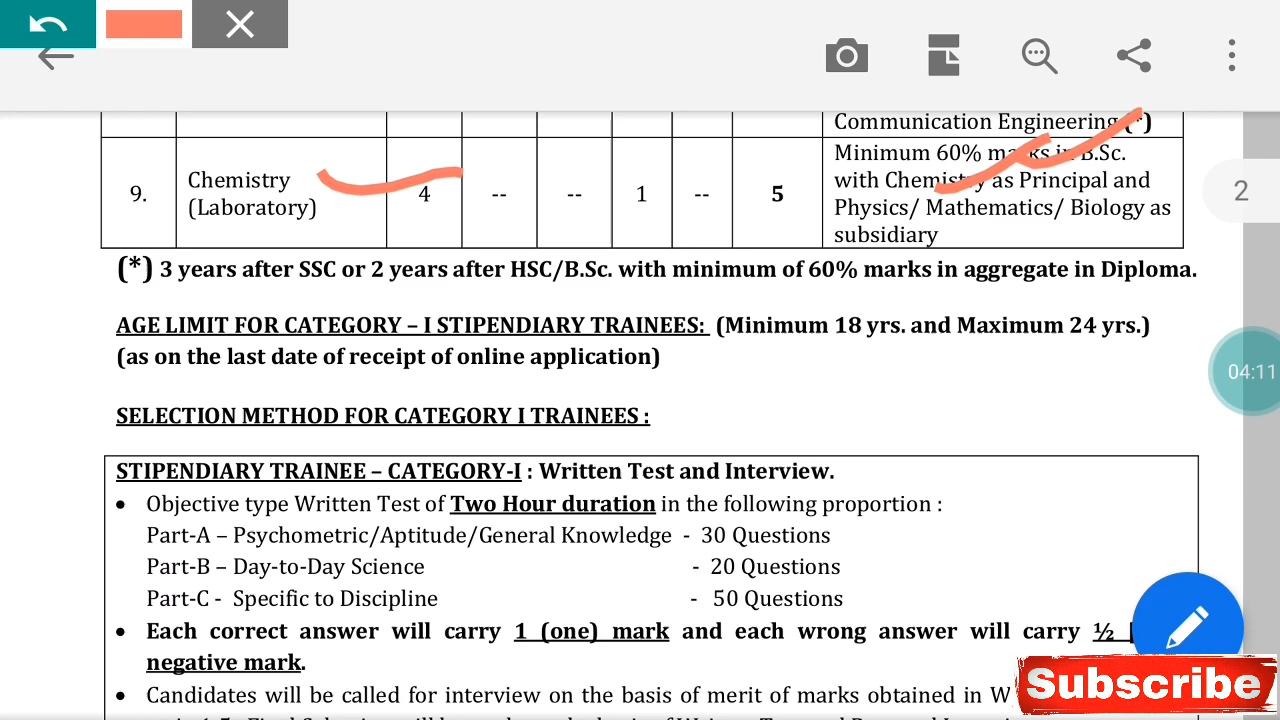 Communication Engineering (*)
9. Chemistry (Laboratory) 4 -- -- 1 -- 5 Minimum 60% marks in B.Sc.
with Chemistry as Principal and
Physics/ Mathematics/ Biology as
subsidiary
(*) 3 years after SSC or 2 years after HSC/B.Sc. with minimum of 60% marks in aggregate in Diploma.
AGE LIMIT FOR CATEGORY – I STIPENDIARY TRAINEES: (Minimum 18 yrs. and Maximum 24 yrs.)
(as on the last date of receipt of online application)
SELECTION METHOD FOR CATEGORY I TRAINEES :
STIPENDIARY TRAINEE – CATEGORY-I : Written Test and Interview.
• Objective type Written Test of Two Hour duration in the following proportion :
Part-A – Psychometric/Aptitude/General Knowledge - 30 Questions
Part-B – Day-to-Day Science - 20 Questions
Part-C - Specific to Discipline - 50 Questions
• Each correct answer will carry 1 (one) mark and each wrong answer will carry ½
negative mark.
• Candidates will be called for interview on the basis of merit of marks obtained in W
2
04:11
Subscribe